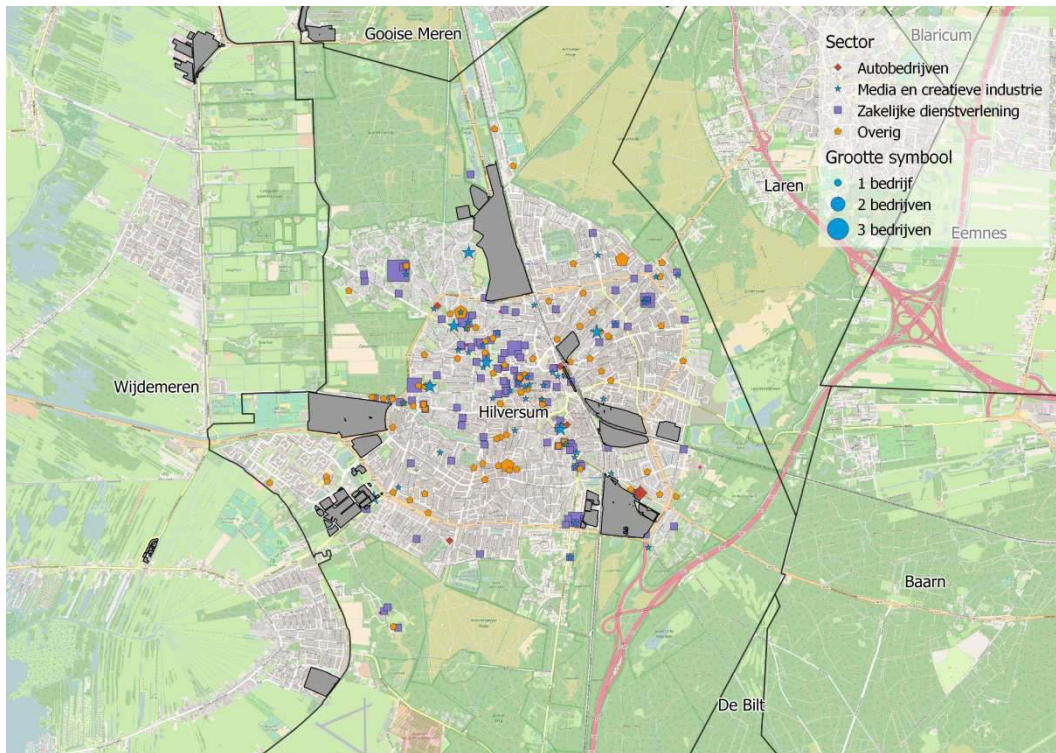 Gooise Meren
Sector
Blaricum
Autobedrijven
Media en creatieve industrie
Zakelijke dienstverlening
Overig
Grootte symbool
1 bedrijf
2 bedrijven
3 bedrijven
Laren
Eemnes
Wijdemeren
Hilversum
Baarn
De Bilt